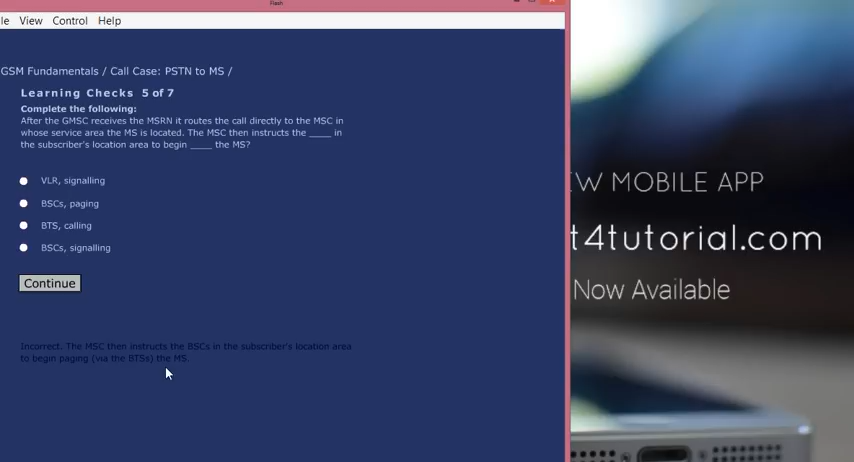 Flash
le View Control Help
GSM Fundamentals / Call Case: PSTN to MS /
Learning Checks 5 of 7
Complete the following:
After the GMSC receives the MSRN it routes the call directly to the MSC in
whose service area the MS is located. The MSC then instructs the ____ in
the subscriber's location area to begin ____ the MS?
VLR, signalling
BSCs, paging
BTS, calling
BSCs, signalling
Continue
Incorrect. The MSC then instructs the BSCs in the subscriber's location area
to begin paging (via the BTSs) the MS.
EW MOBILE APP
t4tutorial.com
Now Available